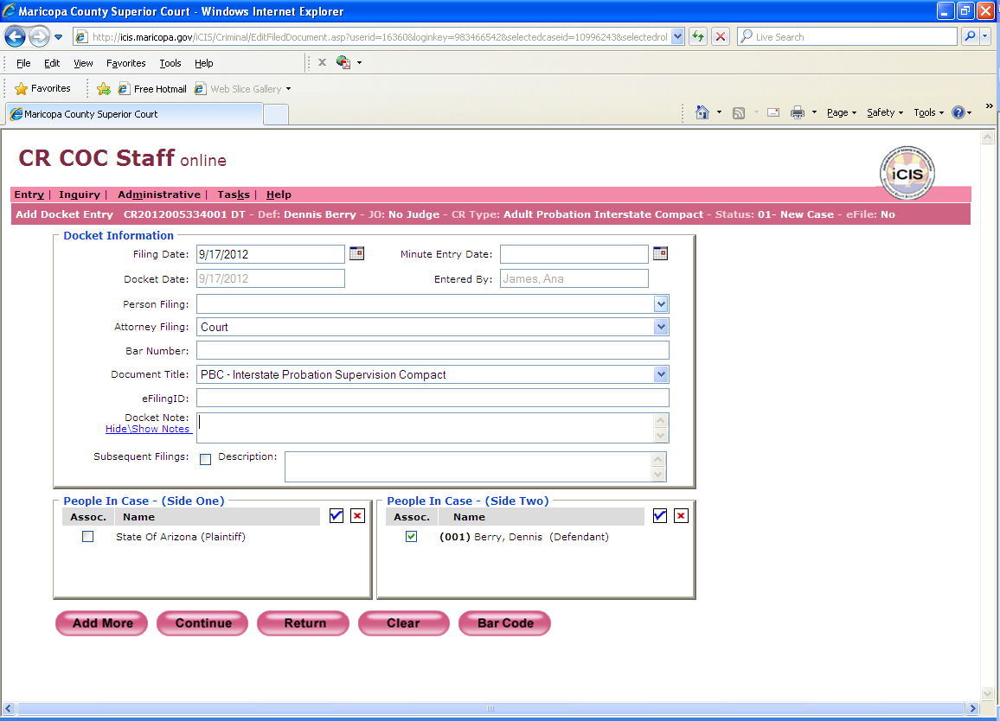 Maricopa County Superior Court - Windows Internet Explorer
http://icis.maricopa.gov/iCIS/Criminal/EditFiledDocument.asp?userid=16360&loginkey=983466542&selectedcaseid=10996243&selectedrol
Live Search
File Edit View Favorites Tools Help
Favorites Free Hotmail Web Slice Gallery
Maricopa County Superior Court
Page Safety Tools »
CR COC Staff online
iCIS
Entry | Inquiry | Administrative | Tasks | Help
Add Docket Entry CR2012005334001 DT - Def: Dennis Berry - JO: No Judge - CR Type: Adult Probation Interstate Compact - Status: 01- New Case - eFile: No
Docket Information
Filing Date: 9/17/2012 Minute Entry Date:
Docket Date: 9/17/2012 Entered By: James, Ana
Person Filing:
Attorney Filing: Court
Bar Number:
Document Title: PBC - Interstate Probation Supervision Compact
eFilingID:
Docket Note:
Hide\Show Notes
Subsequent Filings: Description:
People In Case - (Side One) People In Case - (Side Two)
Assoc. Name Assoc. Name
State Of Arizona (Plaintiff) (001) Berry, Dennis (Defendant)
Add More Continue Return Clear Bar Code